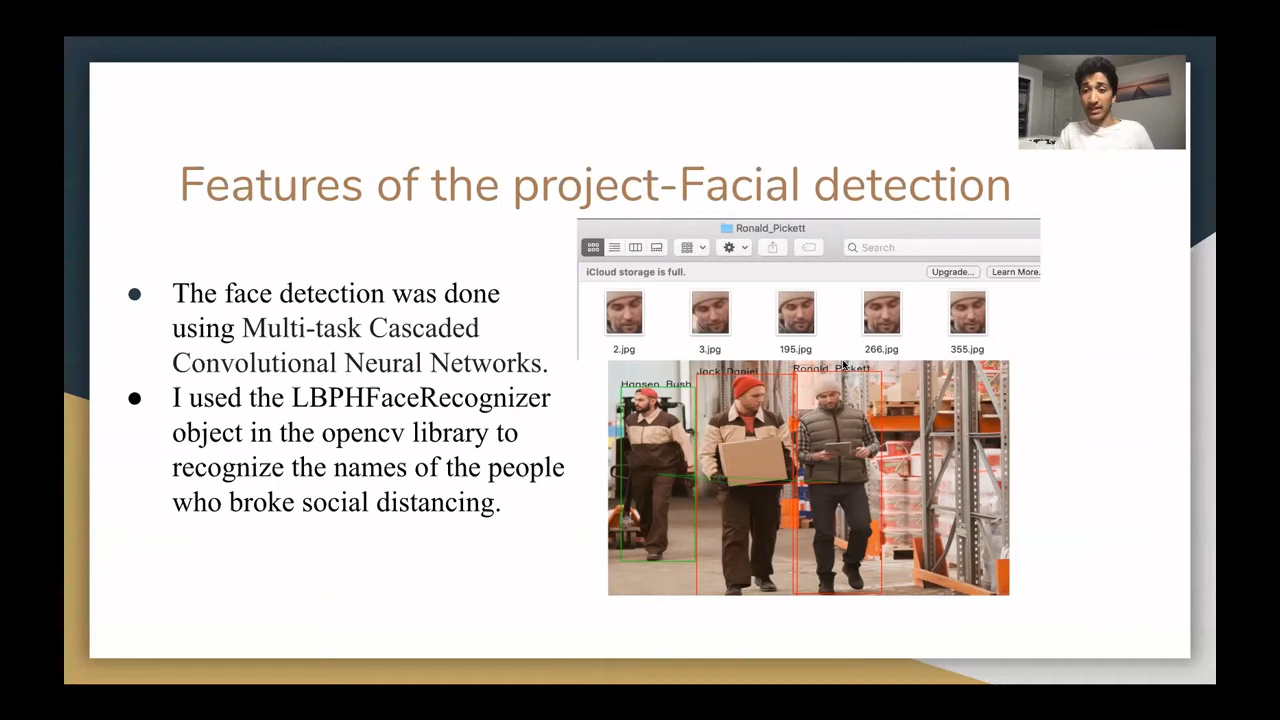 Features of the project-Facial detection
Ronald_Pickett
Search
iCloud storage is full.
Upgrade...
Learn More.
2.jpg
3.jpg
195.jpg
266.jpg
355.jpg
● The face detection was done
using Multi-task Cascaded
Convolutional Neural Networks.
● I used the LBPHFaceRecognizer
object in the opencv library to
recognize the names of the people
who broke social distancing.
Hansen_Bush
Jack_Daniel
Ronald_Pickett